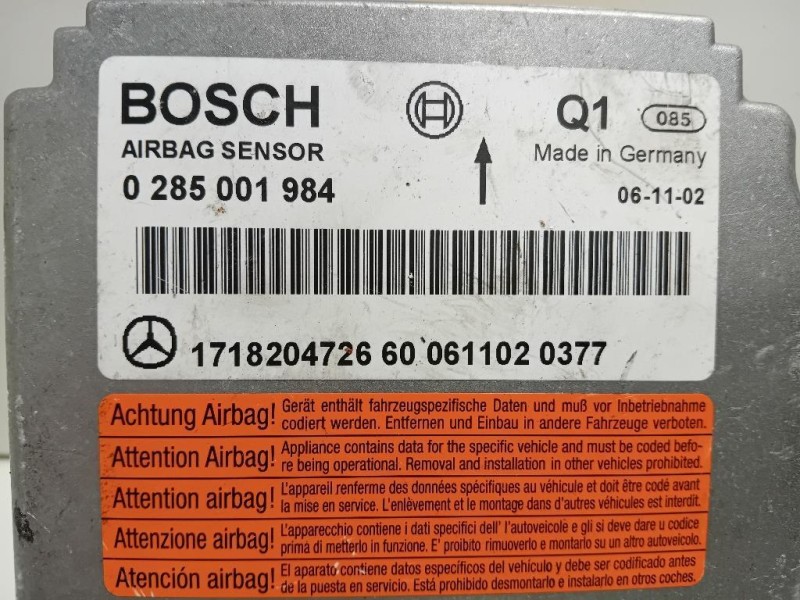 BOSCH
Q1 085
AIRBAG SENSOR
Made in Germany
0 285 001 984
06-11-02
1718204726 60 061102 0377
Achtung Airbag! Gerät enthält fahrzeugspezifische Daten und muß vor Inbetriebnahme
codiert werden. Entfernen und Einbau in andere Fahrzeuge verboten.
Attention Airbag! Appliance contains data for the specific vehicle and must be coded befo-
re being operational. Removal and installation in other vehicles prohibited.
Attention airbag! L'appareil renferme des données spécifiques au véhicule et doit être codé avant
la mise en service. L'enlèvement et le montage dans d'autres véhicules est interdit.
Attenzione airbag! L'apparecchio contiene i dati specifici dell' l'autoveicole e gli si deve dare u codice
prima di metterlo in funzione. E' proibito rimuoverlo e montarlo su un altro autoveicolo.
Atención airbag! El aparato contiene datos específicos del vehículo y debe ser codificado antes
de la puesta en servicio. Está prohibido desmontarlo e instalarlo en otros coches.